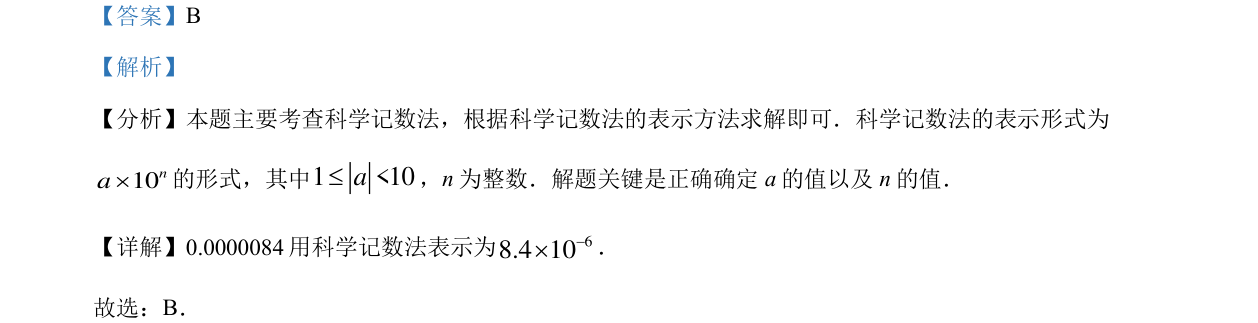 【答案】B
【解析】
【分析】本题主要考查科学记数法，根据科学记数法的表示方法求解即可．科学记数法的表示形式为
a×10ⁿ 的形式，其中1≤|a|<10，n 为整数．解题关键是正确确定 a 的值以及 n 的值．
【详解】0.0000084 用科学记数法表示为8.4×10⁻⁶．
故选：B．